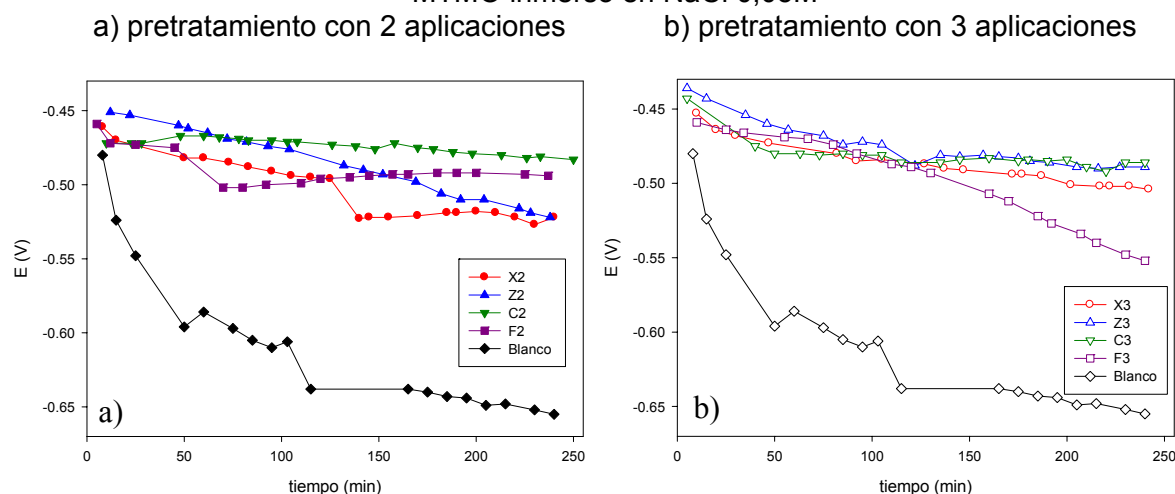 a) pretratamiento con 2 aplicaciones
b) pretratamiento con 3 aplicaciones
-0.45
-0.50
-0.55
-0.60
-0.65
E (V)
X2
Z2
C2
F2
Blanco
a)
0
50
100
150
200
250
tiempo (min)
-0.45
-0.50
-0.55
-0.60
-0.65
E (V)
X3
Z3
C3
F3
Blanco
b)
0
50
100
150
200
250
tiempo (min)